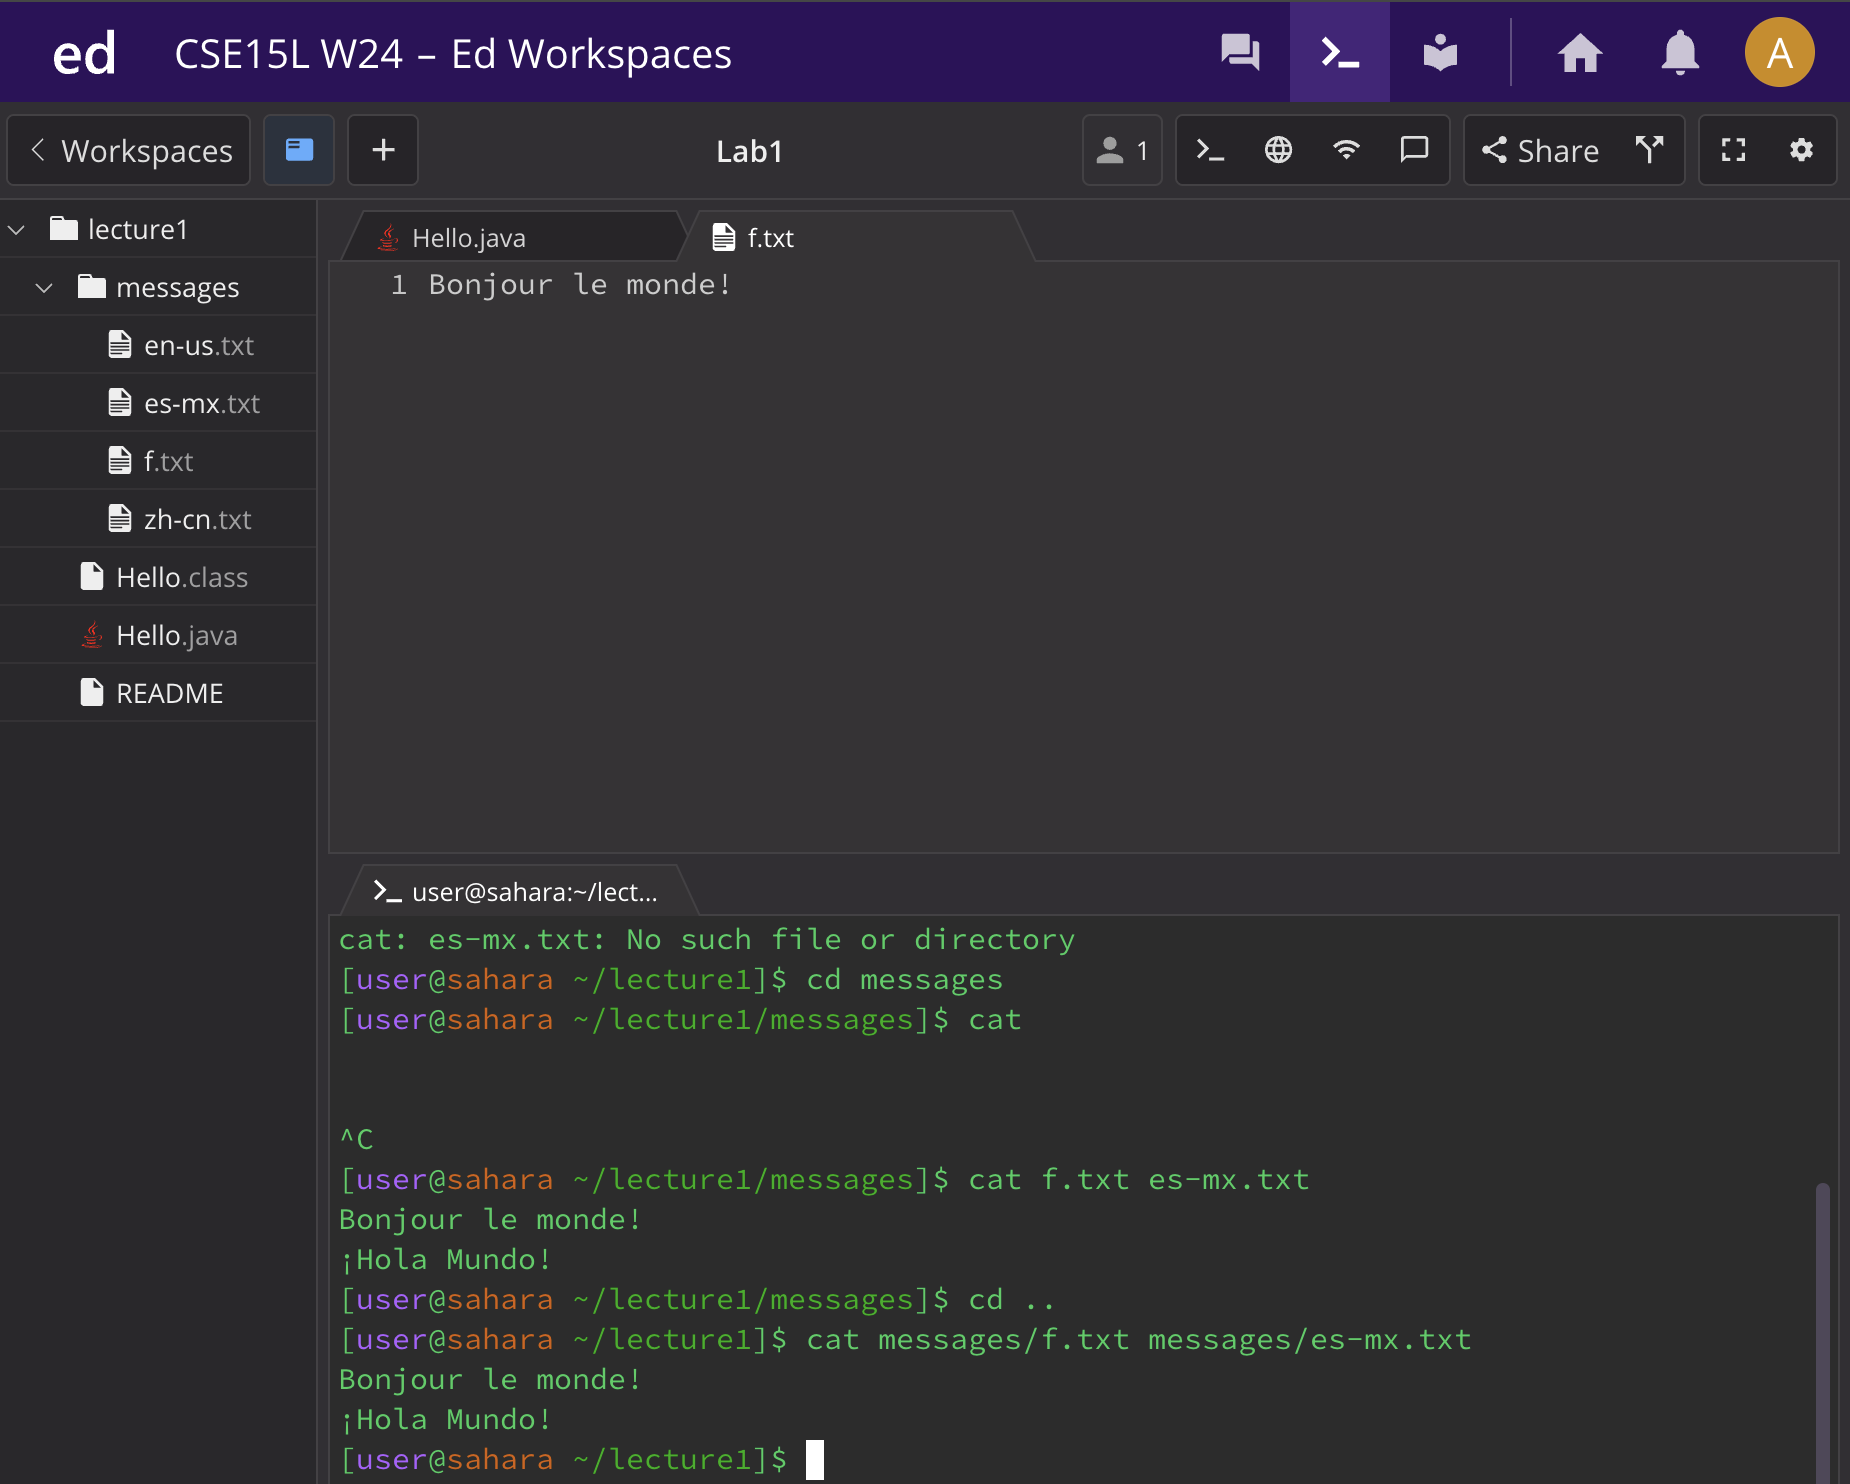 ed CSE15L W24 – Ed Workspaces A
Workspaces + Lab1 1 Share
lecture1
messages
en-us.txt
es-mx.txt
f.txt
zh-cn.txt
Hello.class
Hello.java
README
Hello.java f.txt
1 Bonjour le monde!
user@sahara:~/lect...
cat: es-mx.txt: No such file or directory
[user@sahara ~/lecture1]$ cd messages
[user@sahara ~/lecture1/messages]$ cat
^C
[user@sahara ~/lecture1/messages]$ cat f.txt es-mx.txt
Bonjour le monde!
¡Hola Mundo!
[user@sahara ~/lecture1/messages]$ cd ..
[user@sahara ~/lecture1]$ cat messages/f.txt messages/es-mx.txt
Bonjour le monde!
¡Hola Mundo!
[user@sahara ~/lecture1]$